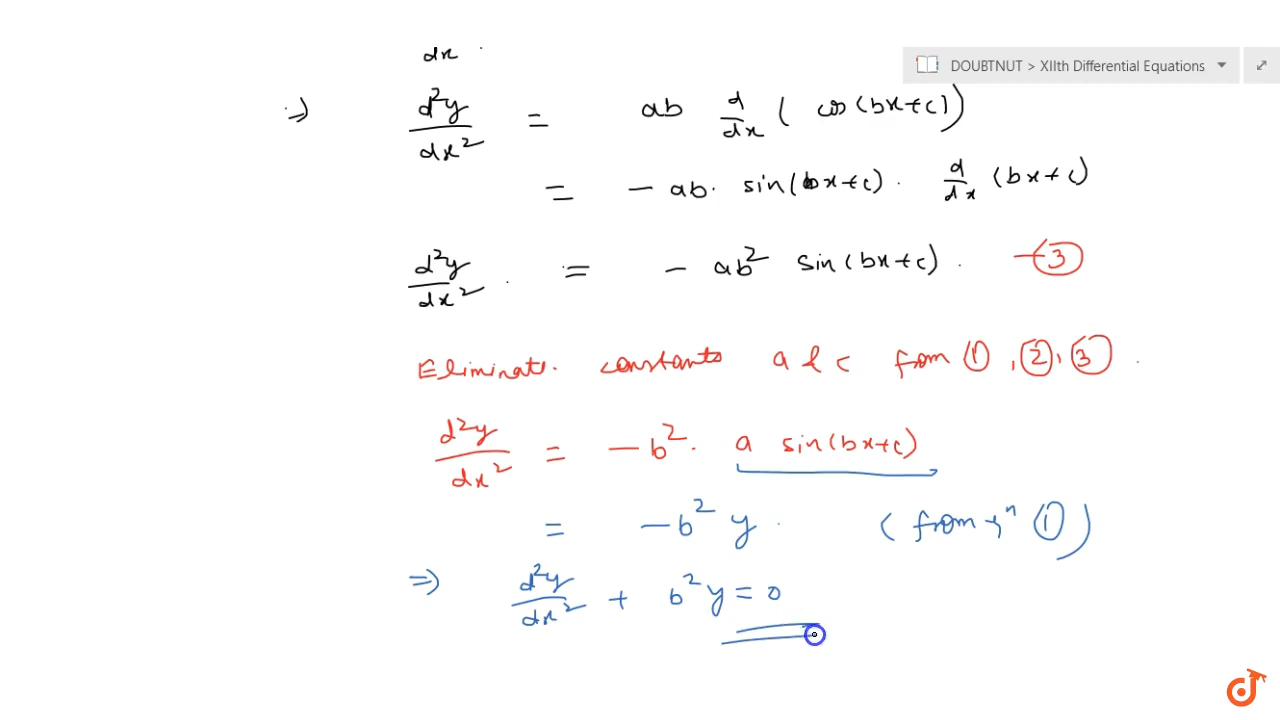 dx
DOUBTNUT > XIIth Differential Equations
⇒ d²y/dx² = ab d/dx ( cos(bx+c))
= - ab. sin(bx+c). d/dx (bx+c)
d²y/dx² = - ab² sin(bx+c). -③
Eliminate. constants a & c from ①, ②, ③
d²y/dx² = -b². a sin(bx+c)
= -b² y. (from eqⁿ ①)
⇒ d²y/dx² + b²y = 0